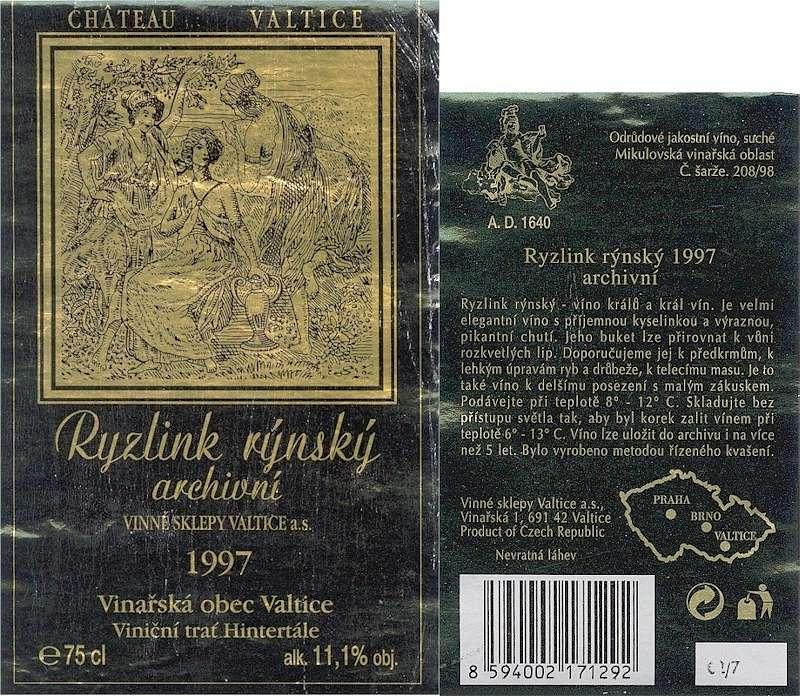 CHÂTEAU VALTICE
Ryzlink rýnský
archivní
VINNÉ SKLEPY VALTICE a.s.
1997
Vinařská obec Valtice
Viniční trať Hintertále
℮ 75 cl alk. 11,1% obj.
A. D. 1640
Odrůdové jakostní víno, suché
Mikulovská vinařská oblast
Č. šarže. 208/98
Ryzlink rýnský 1997
archivní
Ryzlink rýnský - víno králů a král vín. Je velmi
elegantní víno s příjemnou kyselinkou a výraznou,
pikantní chutí. Jeho buket lze přirovnat k vůni
rozkvetlých lip. Doporučujeme jej k předkrmům, k
lehkým úpravám ryb a drůbeže, k telecímu masu. Je to
také víno k delšímu posezení s malým zákuskem.
Podávejte při teplotě 8° - 12° C. Skladujte bez
přístupu světla tak, aby byl korek zalit vínem při
teplotě 6° - 13° C. Víno lze uložit do archivu i na více
než 5 let. Bylo vyrobeno metodou řízeného kvašení.
Vinné sklepy Valtice a.s.,
Vinařská 1, 691 42 Valtice
Product of Czech Republic
Nevratná láhev
PRAHA
BRNO
VALTICE
8 594002 171292